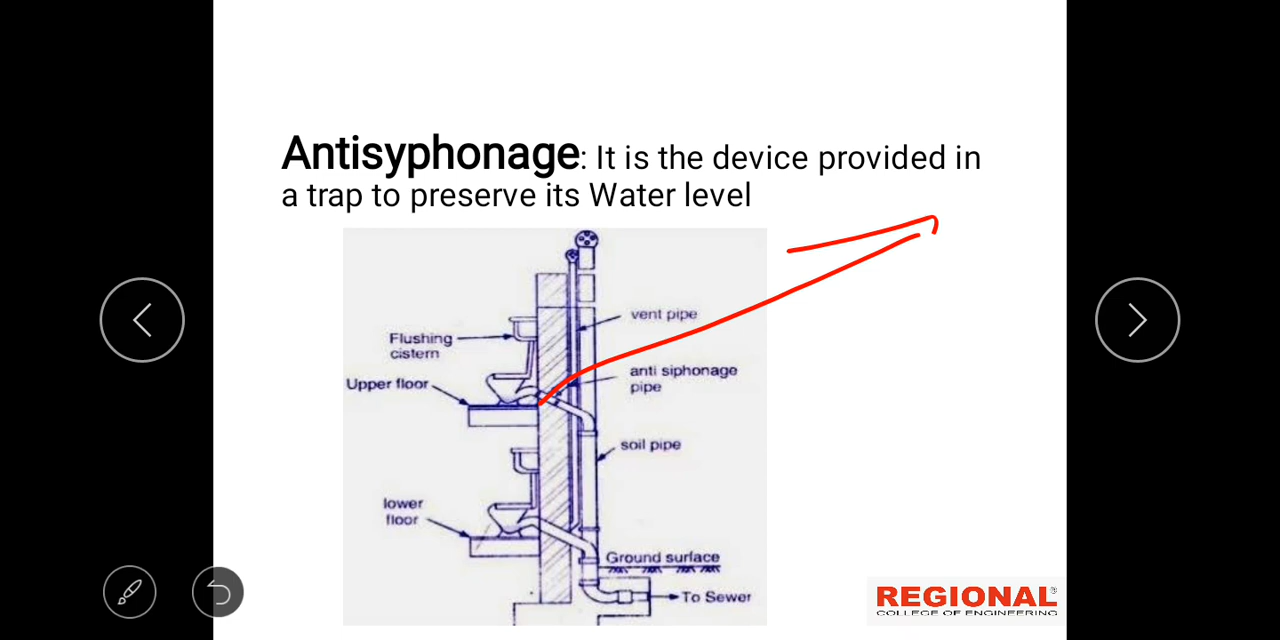 Antisyphonage: It is the device provided in
a trap to preserve its Water level
vent pipe
Flushing
cistern
anti siphonage
pipe
Upper floor
soil pipe
lower
floor
Ground surface
To Sewer
REGIONAL®
COLLEGE OF ENGINEERING